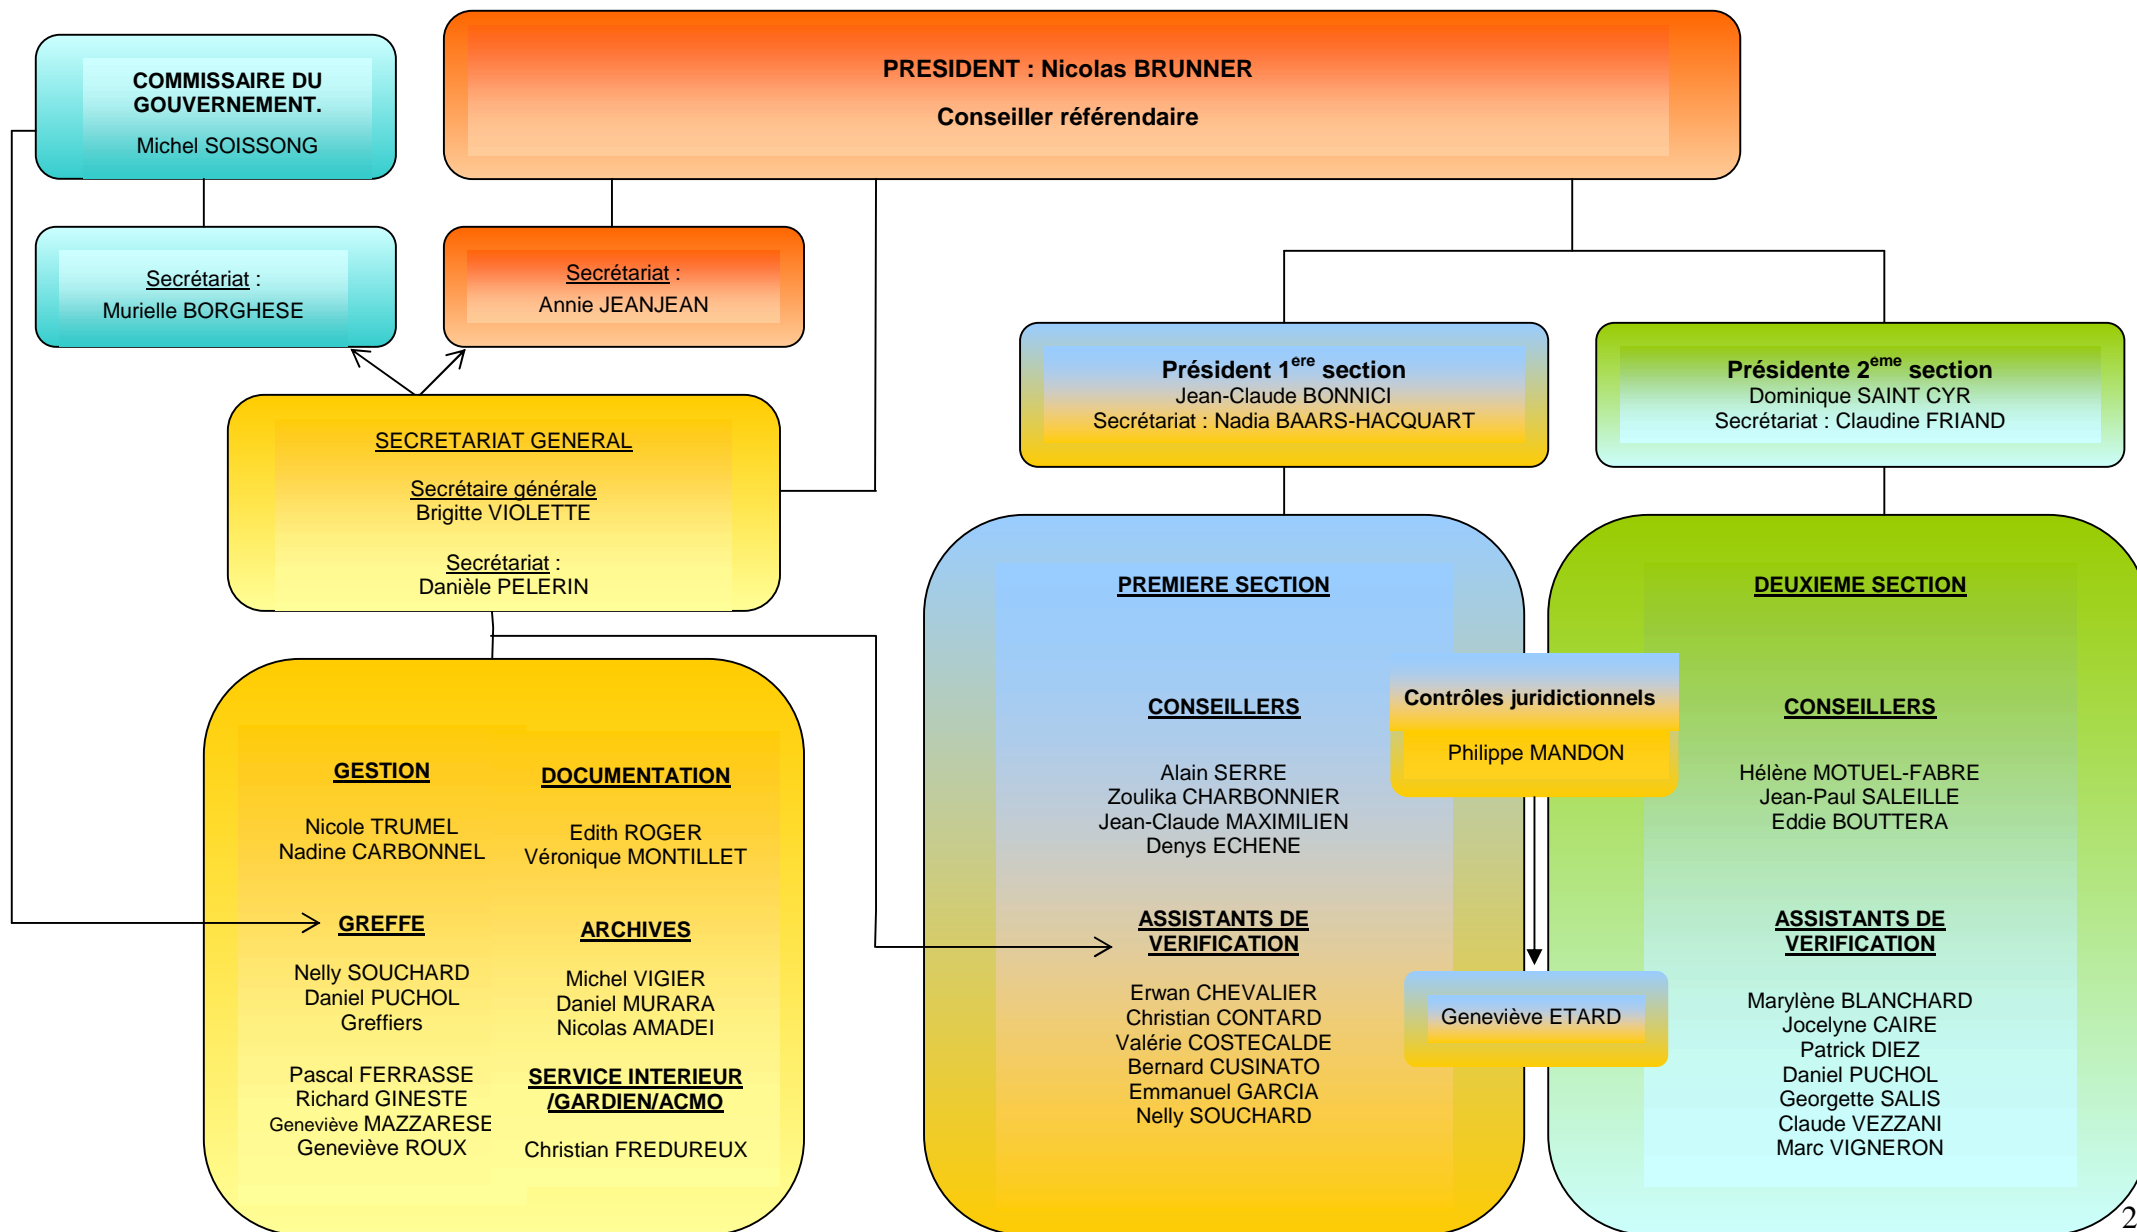 COMMISSAIRE DU
GOUVERNEMENT.
Michel SOISSONG
PRESIDENT : Nicolas BRUNNER
Conseiller référendaire
Secrétariat :
Murielle BORGHESE
Secrétariat :
Annie JEANJEAN
Président 1ere section
Jean-Claude BONNICI
Secrétariat : Nadia BAARS-HACQUART
Présidente 2eme section
Dominique SAINT CYR
Secrétariat : Claudine FRIAND
SECRETARIAT GENERAL
Secrétaire générale
Brigitte VIOLETTE
Secrétariat :
Danièle PELERIN
GESTION
Nicole TRUMEL
Nadine CARBONNEL
GREFFE
Nelly SOUCHARD
Daniel PUCHOL
Greffiers
Pascal FERRASSE
Richard GINESTE
Geneviève MAZZARESE
Geneviève ROUX
DOCUMENTATION
Edith ROGER
Véronique MONTILLET
ARCHIVES
Michel VIGIER
Daniel MURARA
Nicolas AMADEI
SERVICE INTERIEUR
/GARDIEN/ACMO
Christian FREDUREUX
PREMIERE SECTION
CONSEILLERS
Alain SERRE
Zoulika CHARBONNIER
Jean-Claude MAXIMILIEN
Denys ECHENE
ASSISTANTS DE
VERIFICATION
Erwan CHEVALIER
Christian CONTARD
Valérie COSTECALDE
Bernard CUSINATO
Emmanuel GARCIA
Nelly SOUCHARD
Contrôles juridictionnels
Philippe MANDON
Geneviève ETARD
DEUXIEME SECTION
CONSEILLERS
Hélène MOTUEL-FABRE
Jean-Paul SALEILLE
Eddie BOUTTERA
ASSISTANTS DE
VERIFICATION
Marylène BLANCHARD
Jocelyne CAIRE
Patrick DIEZ
Daniel PUCHOL
Georgette SALIS
Claude VEZZANI
Marc VIGNERON
2